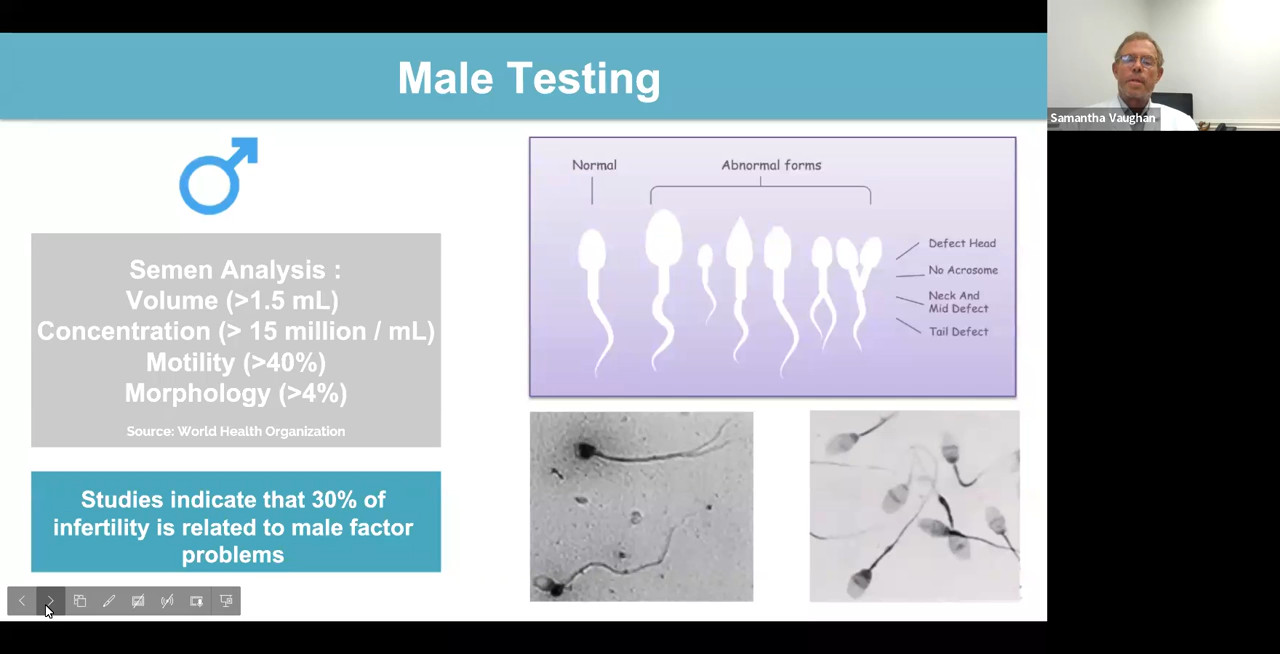 Male Testing
Samantha Vaughan
Semen Analysis :
Volume (>1.5 mL)
Concentration (> 15 million / mL)
Motility (>40%)
Morphology (>4%)
Source: World Health Organization
Studies indicate that 30% of
infertility is related to male factor
problems
Normal
Abnormal forms
Defect Head
No Acrosome
Neck And
Mid Defect
Tail Defect